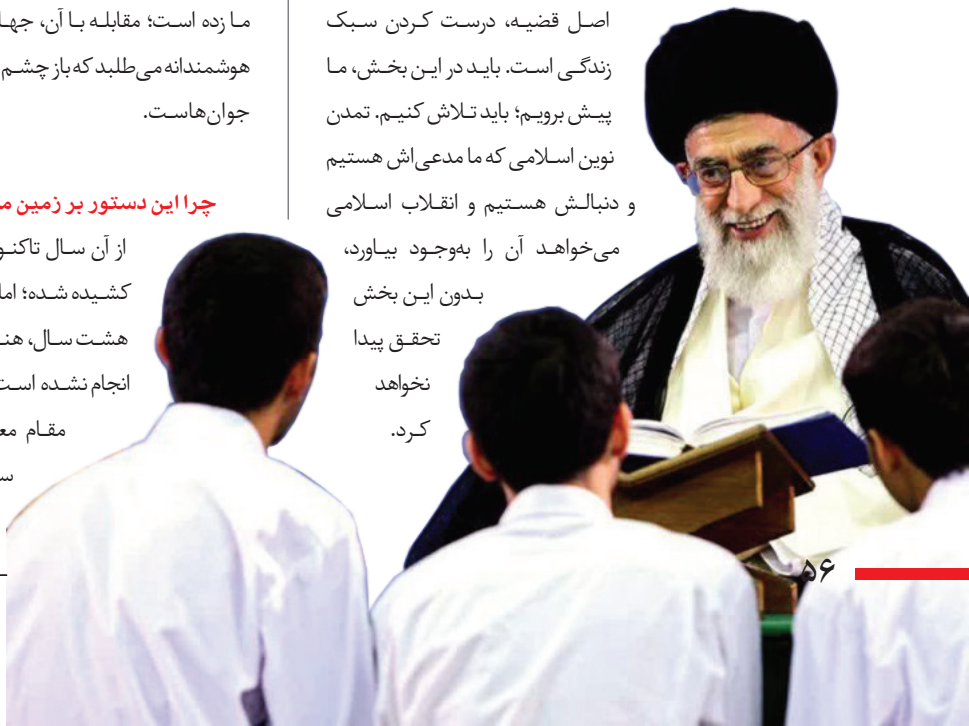 اصل قضیه، درست کردن سبک
زندگی است. باید در این بخش، ما
پیش برویم؛ باید تلاش کنیم. تمدن
نوین اسلامی که ما مدعی‌اش هستیم
و دنبالش هستیم و انقلاب اسلامی
می‌خواهد آن را به‌وجود بیاورد،
بدون این بخش
تحقق پیدا
نخواهد
کرد.
ما زده است؛ مقابله با آن، جها
هوشمندانه می‌طلبد که باز چشم
جوان‌هاست.
چرا این دستور بر زمین م
از آن سال تاکنو
کشیده شده؛ اما
هشت سال، هنـ
انجام نشده است
مقام مع
سـ
۵۶